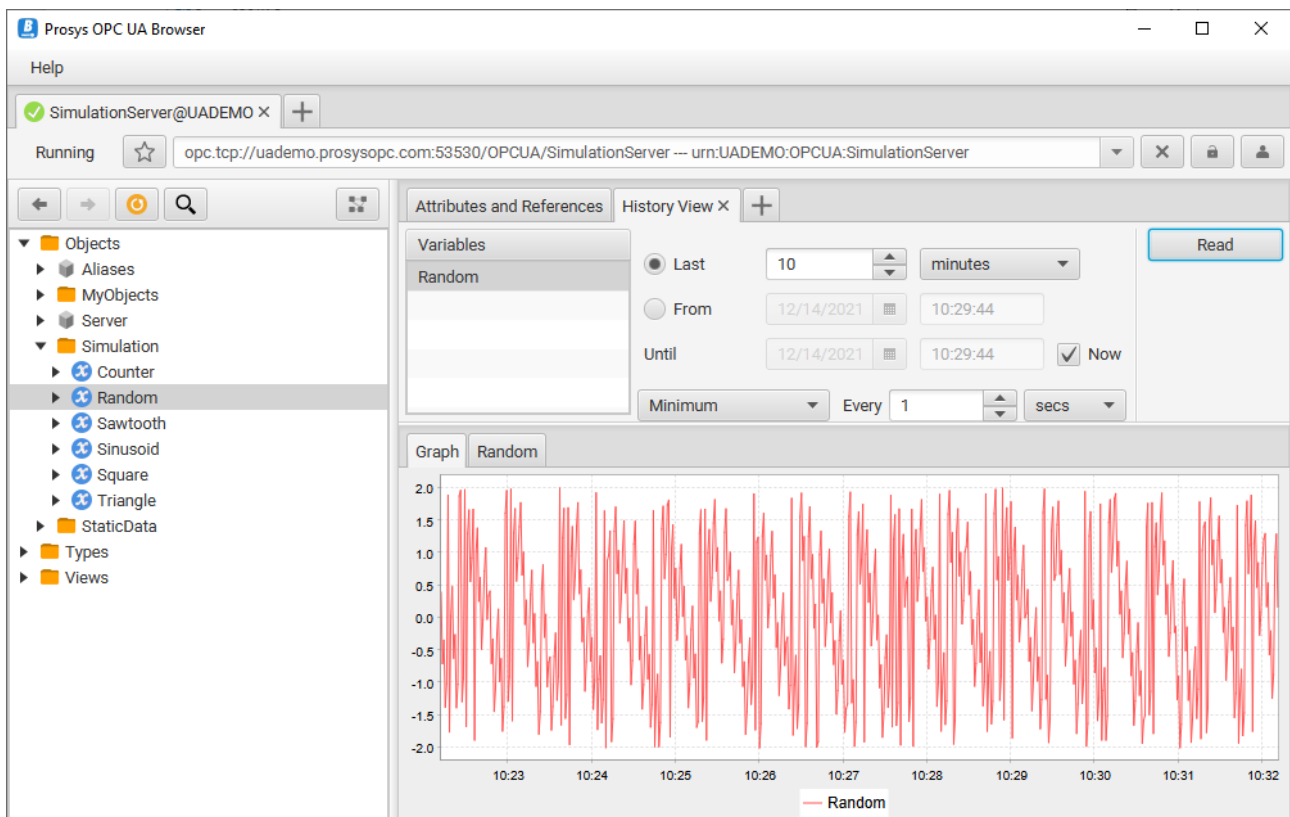 Prosys OPC UA Browser
Help
SimulationServer@UADEMO
Running opc.tcp://uademo.prosysopc.com:53530/OPCUA/SimulationServer --- urn:UADEMO:OPCUA:SimulationServer
Objects
Aliases
MyObjects
Server
Simulation
Counter
Random
Sawtooth
Sinusoid
Square
Triangle
StaticData
Types
Views
Attributes and References History View
Variables
Random
Last 10 minutes
From 12/14/2021 10:29:44
Until 12/14/2021 10:29:44 Now
Minimum Every 1 secs
Read
Graph Random
2.0
1.5
1.0
0.5
0.0
-0.5
-1.0
-1.5
-2.0
10:23 10:24 10:25 10:26 10:27 10:28 10:29 10:30 10:31 10:32
Random